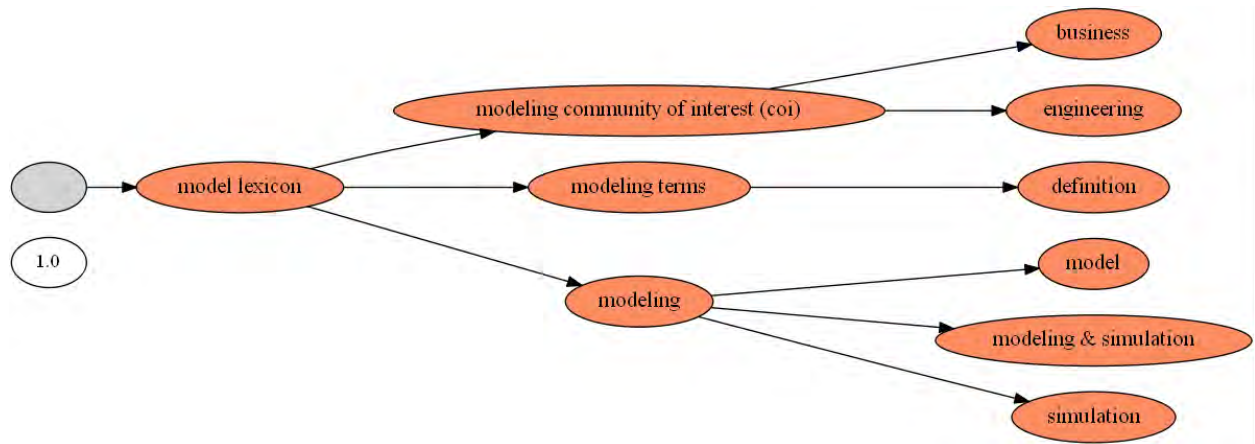 business
modeling community of interest (coi)
engineering
model lexicon
modeling terms
definition
1.0
model
modeling
modeling & simulation
simulation